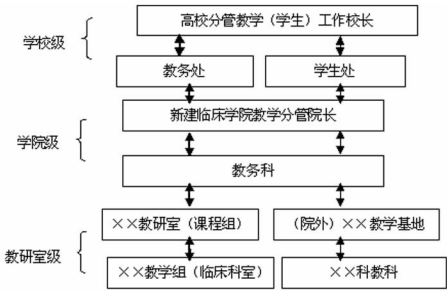 高校分管教学（学生）工作校长
学校级
教务处
学生处
新建临床学院教学分管院长
学院级
教务科
××教研室（课程组）
（院外）××教学基地
教研室级
××教学组（临床科室）
××科教科